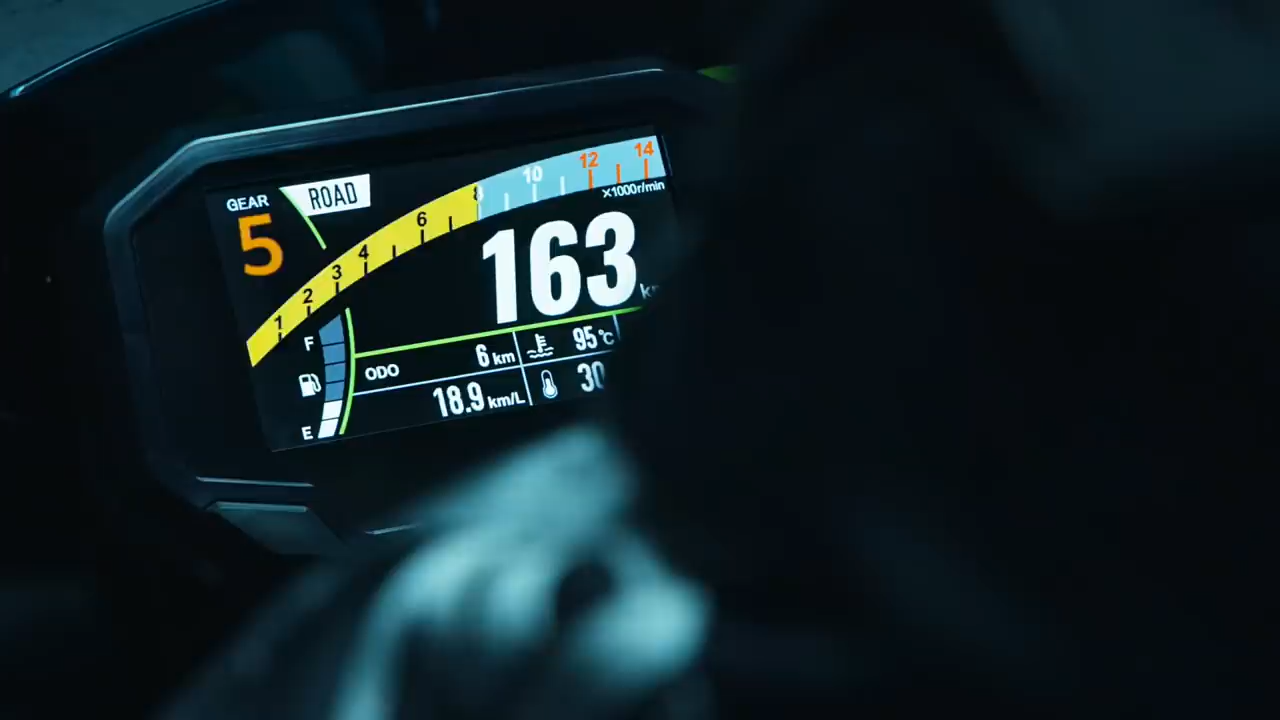 GEAR
5
ROAD
1 2 3 4 6 8 10 12 14
×1000r/min
163
F
E
ODO 6 km
95 °C
18.9 km/L
30